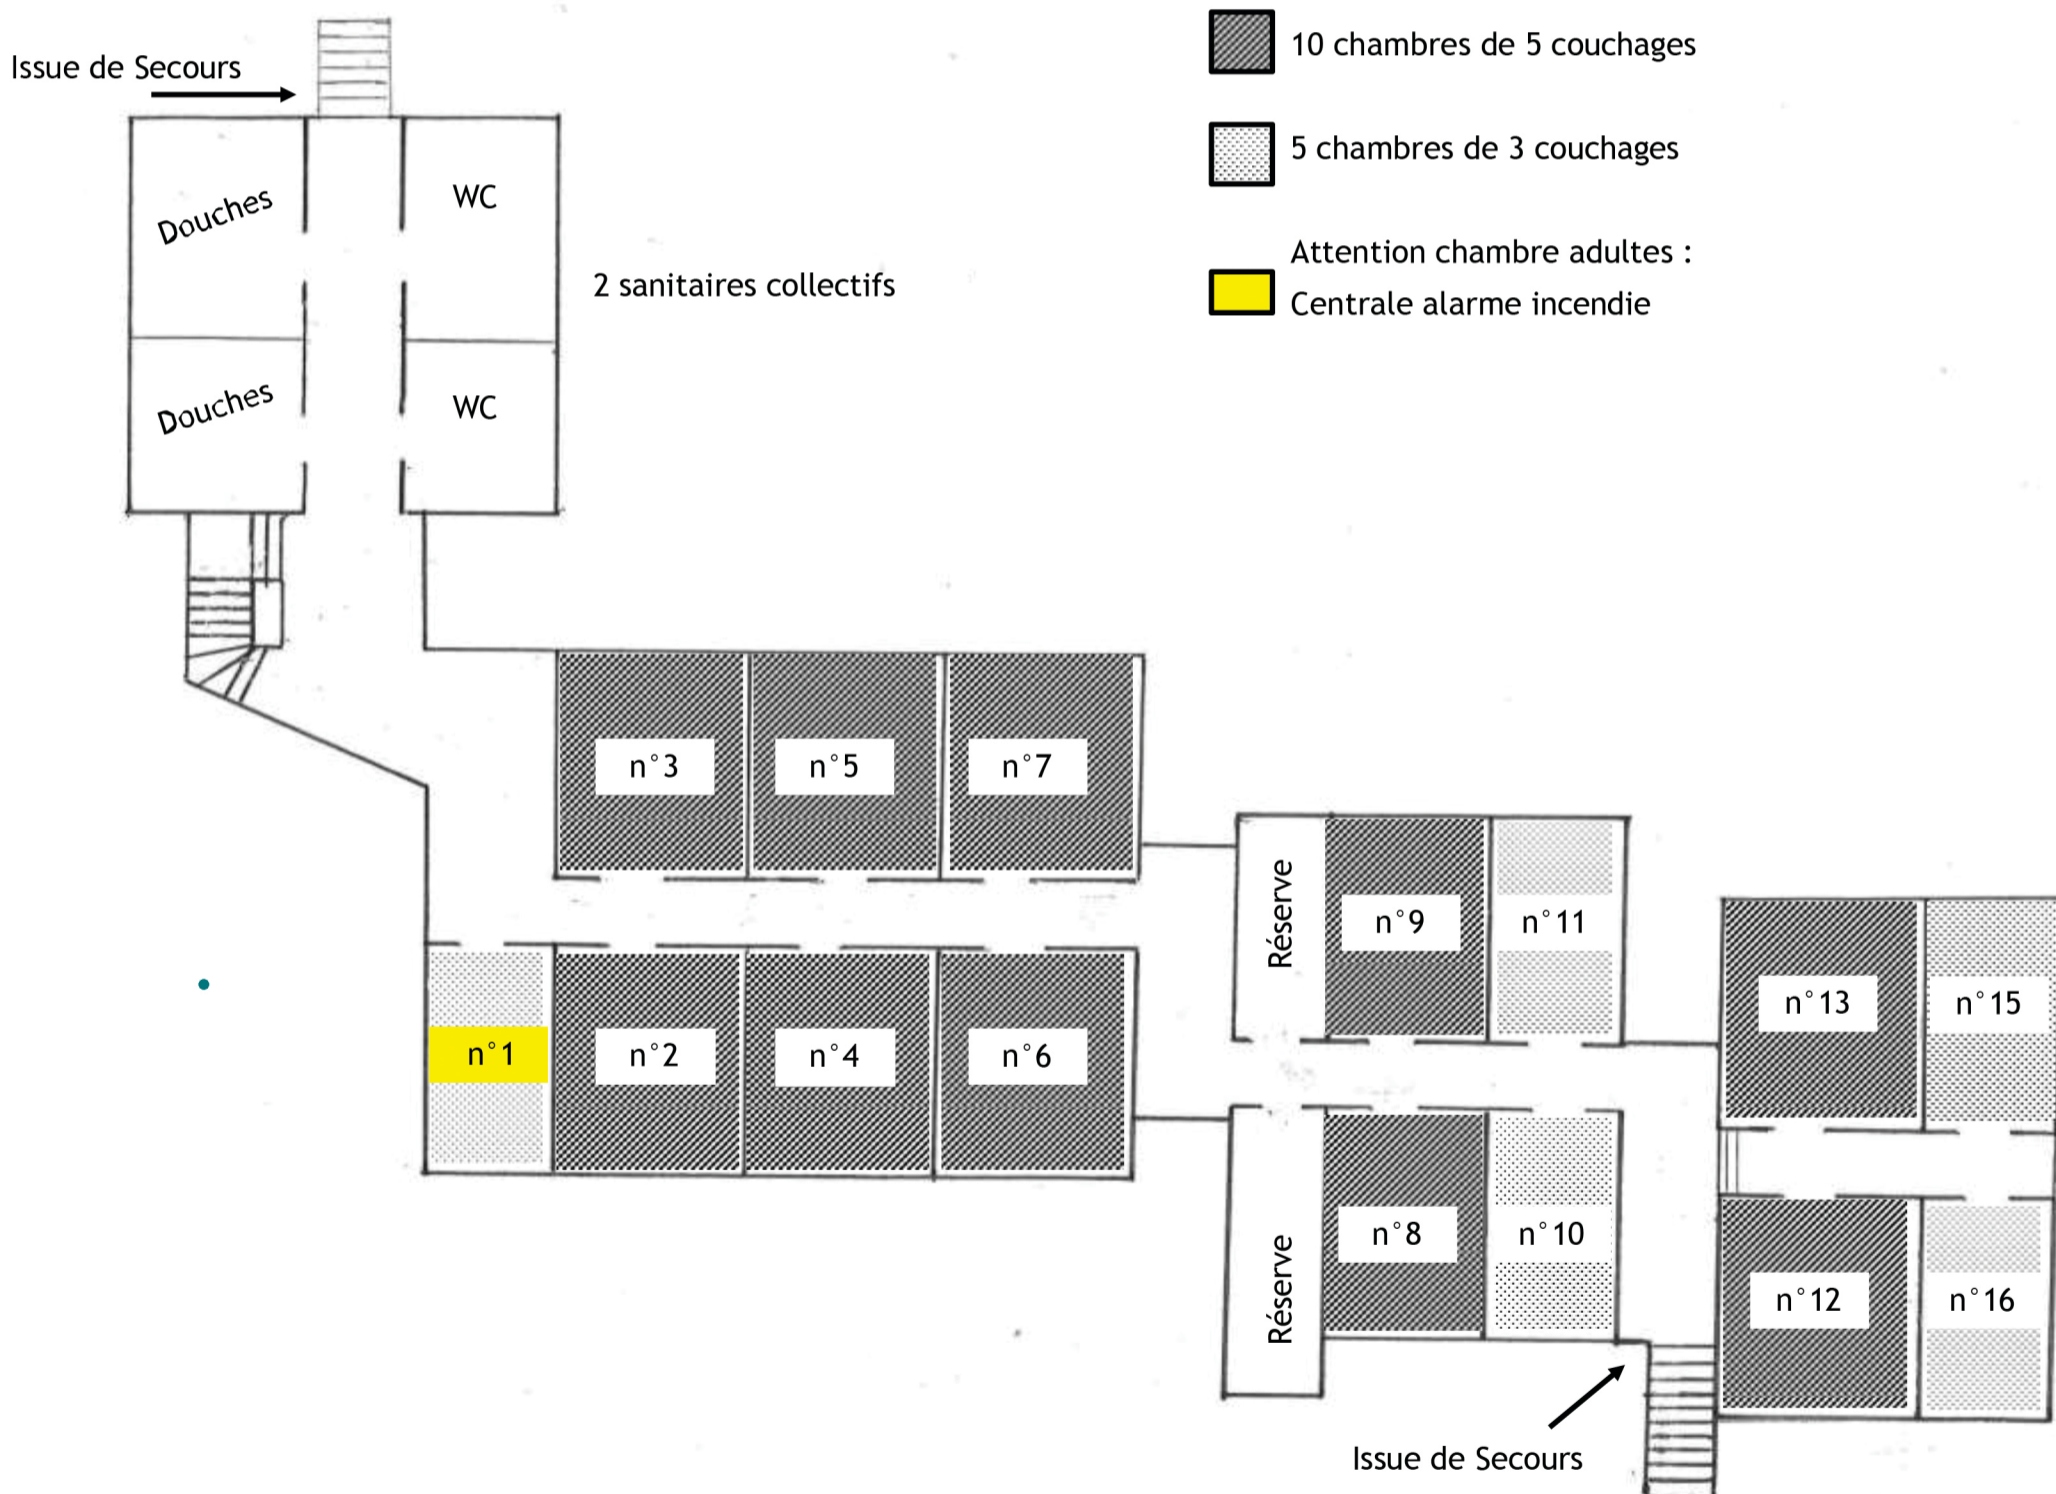 Issue de Secours
10 chambres de 5 couchages
5 chambres de 3 couchages
Attention chambre adultes :
Centrale alarme incendie
Douches
WC
2 sanitaires collectifs
Douches
WC
n°3
n°5
n°7
n°1
n°2
n°4
n°6
Réserve
n°9
n°11
Réserve
n°8
n°10
n°13
n°15
n°12
n°16
Issue de Secours